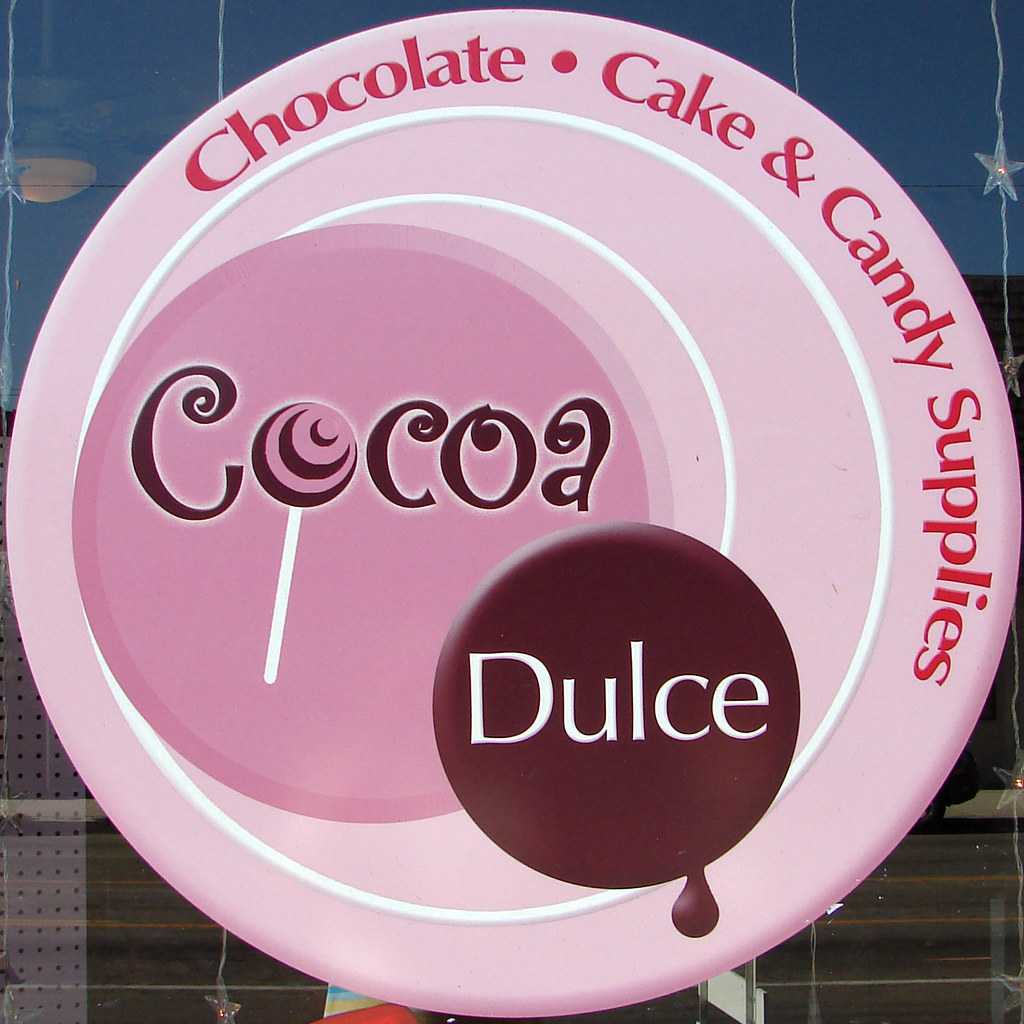 Chocolate • Cake & Candy Supplies
Cocoa
Dulce